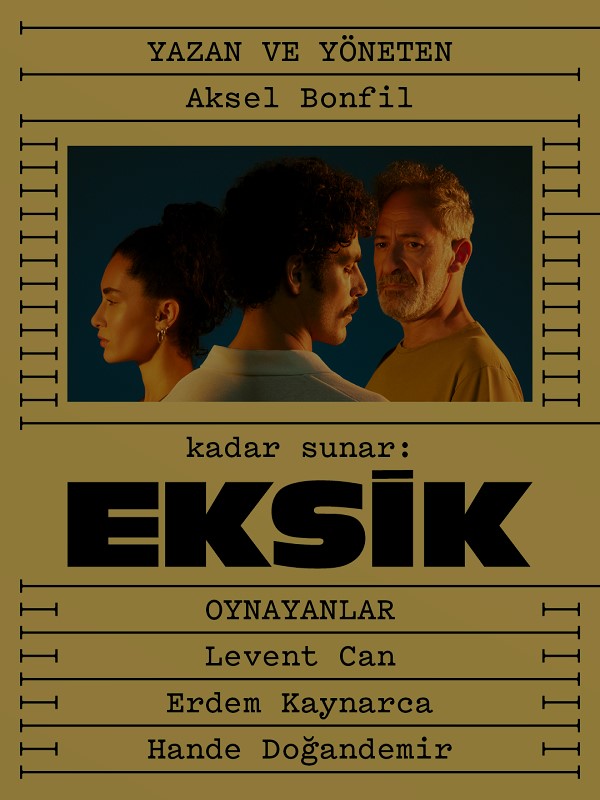 YAZAN VE YÖNETEN
Aksel Bonfil
kadar sunar:
EKSİK
OYNAYANLAR
Levent Can
Erdem Kaynarca
Hande Doğandemir